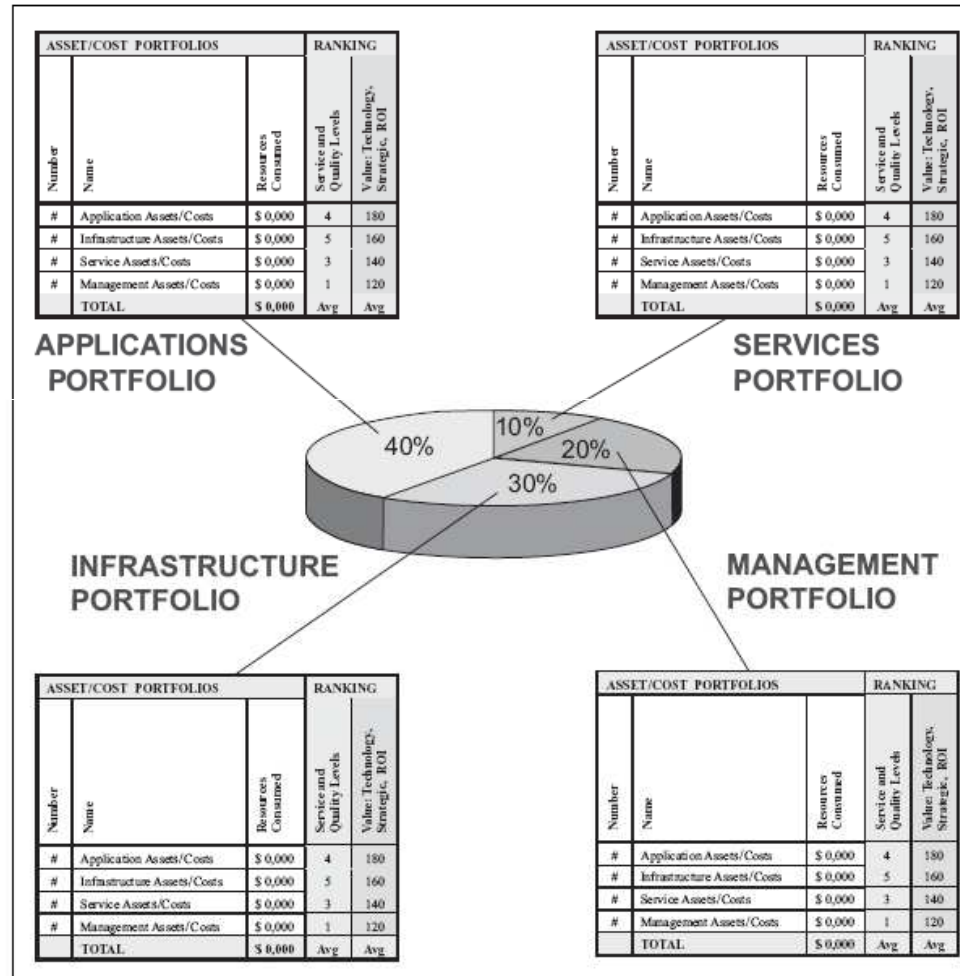 ASSET/COST PORTFOLIOS RANKING
Number Name Resources Consumed Service and Quality Levels Value: Technology, Strategic, ROI
# Application Assets/Costs $ 0,000 4 180
# Infrastructure Assets/Costs $ 0,000 5 160
# Service Assets/Costs $ 0,000 3 140
# Management Assets/Costs $ 0,000 1 120
TOTAL $ 0,000 Avg Avg
ASSET/COST PORTFOLIOS RANKING
Number Name Resources Consumed Service and Quality Levels Value: Technology, Strategic, ROI
# Application Assets/Costs $ 0,000 4 180
# Infrastructure Assets/Costs $ 0,000 5 160
# Service Assets/Costs $ 0,000 3 140
# Management Assets/Costs $ 0,000 1 120
TOTAL $ 0,000 Avg Avg
APPLICATIONS
PORTFOLIO
SERVICES
PORTFOLIO
10%
40%
20%
30%
INFRASTRUCTURE
PORTFOLIO
MANAGEMENT
PORTFOLIO
ASSET/COST PORTFOLIOS RANKING
Number Name Resources Consumed Service and Quality Levels Value: Technology, Strategic, ROI
# Application Assets/Costs $ 0,000 4 180
# Infrastructure Assets/Costs $ 0,000 5 160
# Service Assets/Costs $ 0,000 3 140
# Management Assets/Costs $ 0,000 1 120
TOTAL $ 0,000 Avg Avg
ASSET/COST PORTFOLIOS RANKING
Number Name Resources Consumed Service and Quality Levels Value: Technology, Strategic, ROI
# Application Assets/Costs $ 0,000 4 180
# Infrastructure Assets/Costs $ 0,000 5 160
# Service Assets/Costs $ 0,000 3 140
# Management Assets/Costs $ 0,000 1 120
TOTAL $ 0,000 Avg Avg